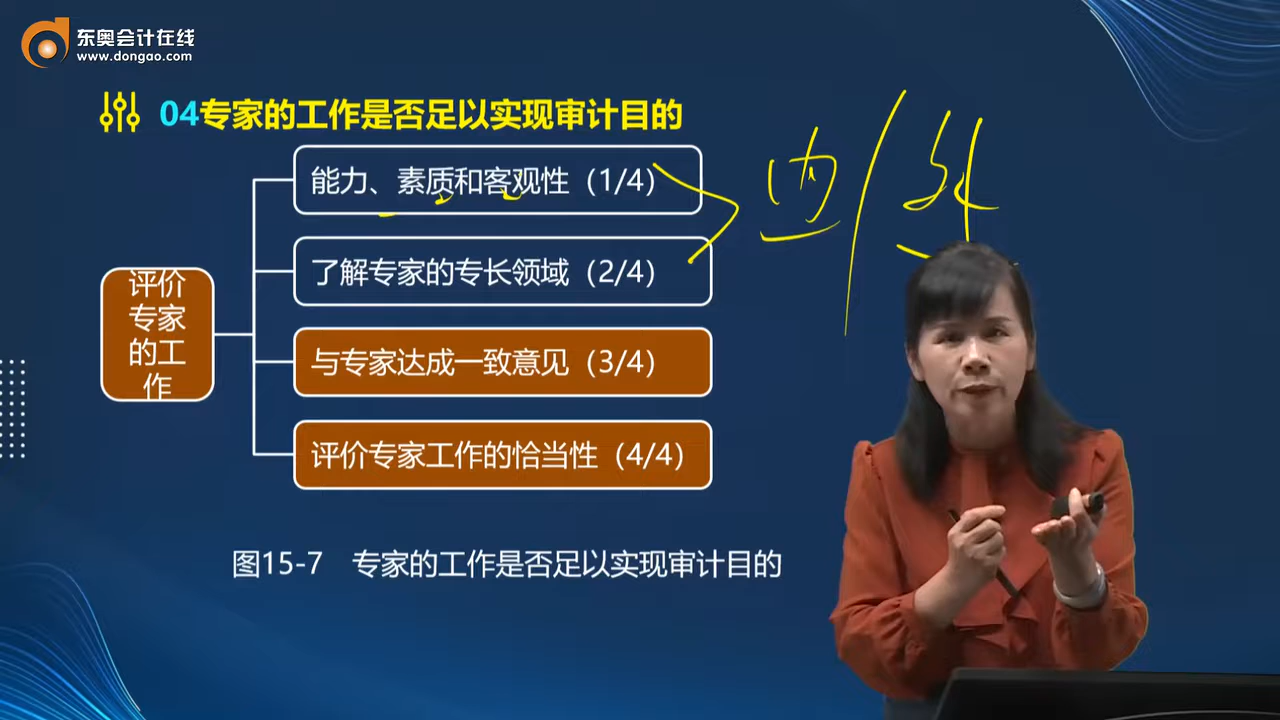 东奥会计在线
www.dongao.com
04专家的工作是否足以实现审计目的
能力、素质和客观性（1/4）
内/外
了解专家的专长领域（2/4）
评价
专家
的工
作
与专家达成一致意见（3/4）
评价专家工作的恰当性（4/4）
图15-7 专家的工作是否足以实现审计目的